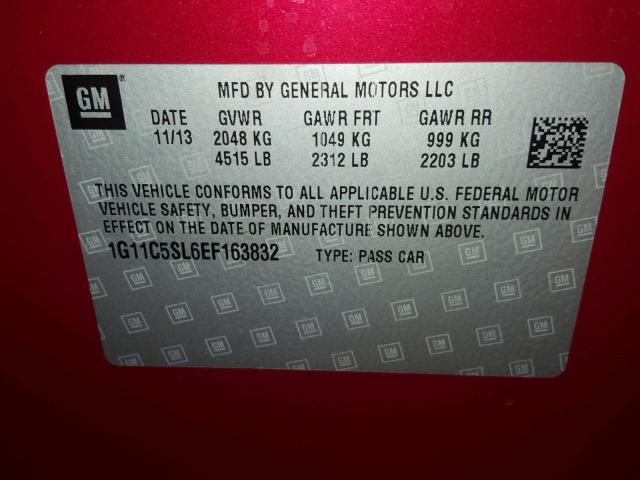 GM ®
MFD BY GENERAL MOTORS LLC
DATE GVWR GAWR FRT GAWR RR
11/13 2048 KG 1049 KG 999 KG
4515 LB 2312 LB 2203 LB
THIS VEHICLE CONFORMS TO ALL APPLICABLE U.S. FEDERAL MOTOR
VEHICLE SAFETY, BUMPER, AND THEFT PREVENTION STANDARDS IN
EFFECT ON THE DATE OF MANUFACTURE SHOWN ABOVE.
1G11C5SL6EF163832 TYPE: PASS CAR